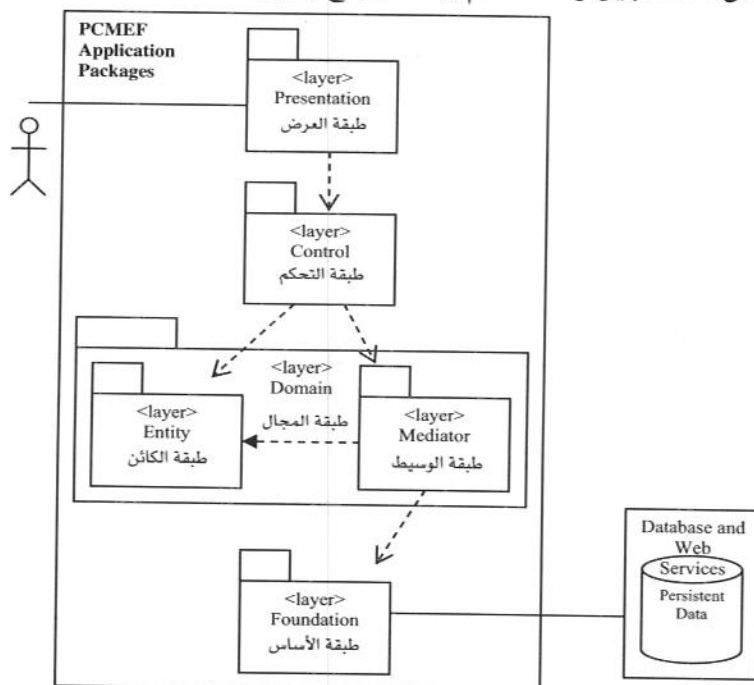 PCMEF
Application
Packages
<layer>
Presentation
طبقة العرض
<layer>
Control
طبقة التحكم
<layer>
Domain
طبقة المجال
<layer>
Entity
طبقة الكائن
<layer>
Mediator
طبقة الوسيط
<layer>
Foundation
طبقة الأساس
Database and
Web
Services
Persistent
Data